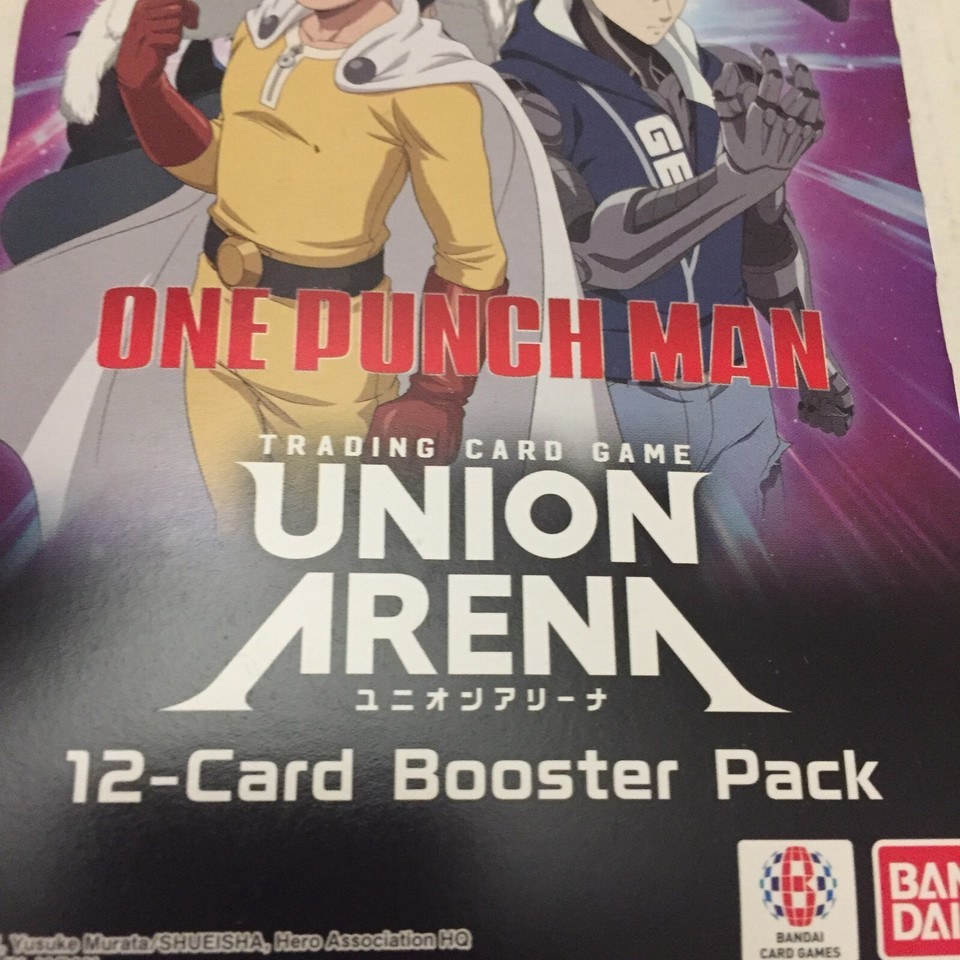 GE
ONE PUNCH MAN
TRADING CARD GAME
UNION
ARENA
ユニオンアリーナ
12-Card Booster Pack
BANDAI
CARD GAMES
BAN
DAI
Yusuke Murata/SHUEISHA, Hero Association HQ